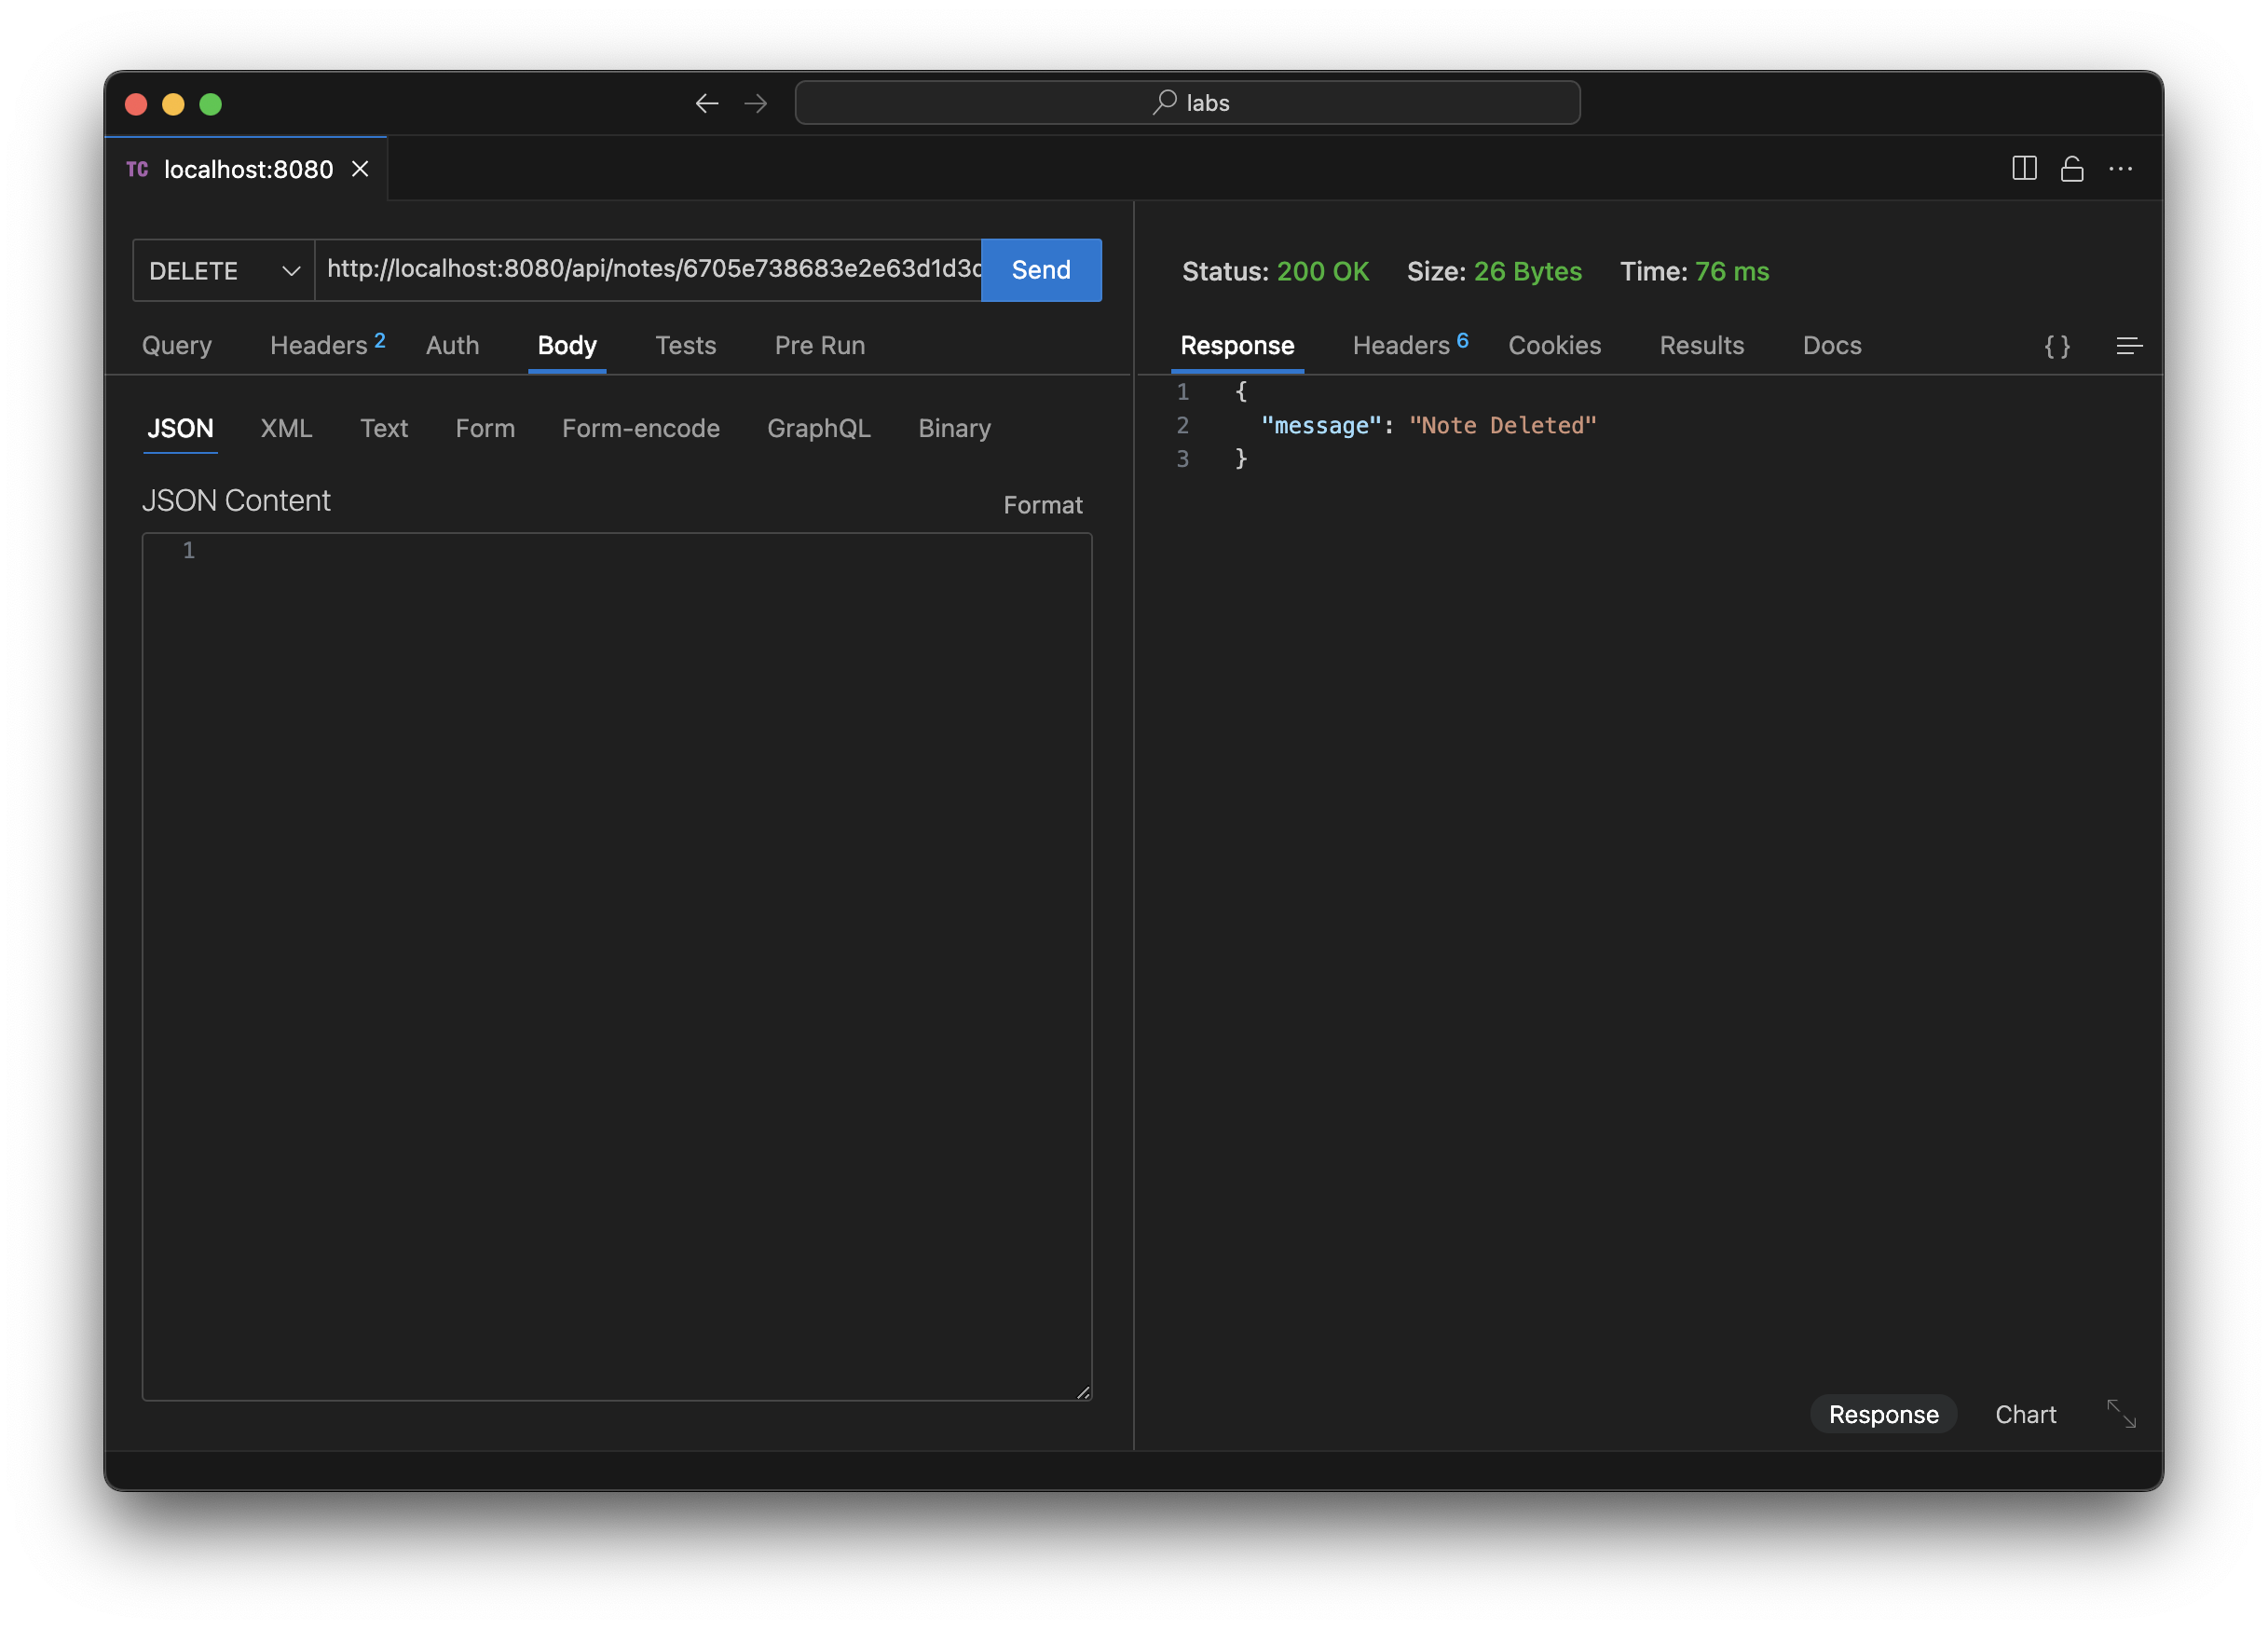 labs
TC localhost:8080
DELETE http://localhost:8080/api/notes/6705e738683e2e63d1d3c Send
Query Headers 2 Auth Body Tests Pre Run
JSON XML Text Form Form-encode GraphQL Binary
JSON Content Format
1
Status: 200 OK Size: 26 Bytes Time: 76 ms
Response Headers 6 Cookies Results Docs { }
1 {
2 "message": "Note Deleted"
3 }
Response Chart